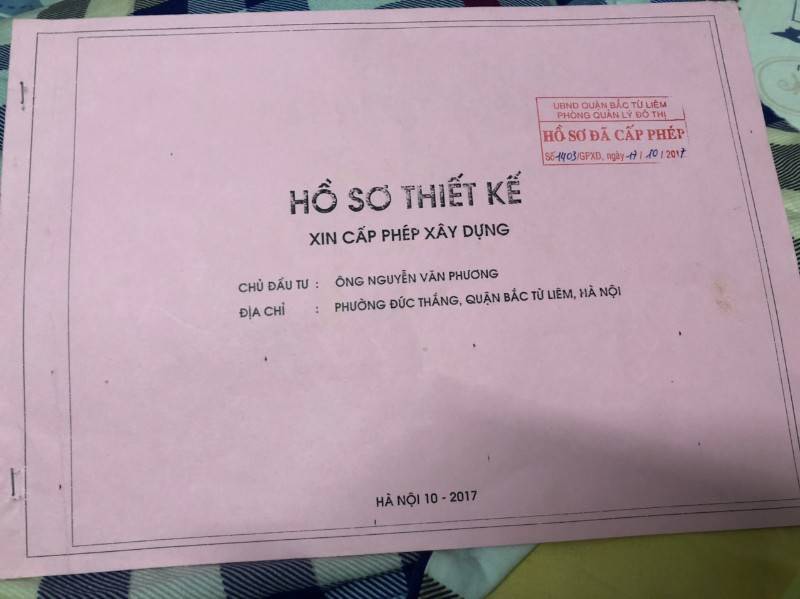 UBND QUẬN BẮC TỪ LIÊM
PHÒNG QUẢN LÝ ĐÔ THỊ
HỒ SƠ ĐÃ CẤP PHÉP
Số 1403/GPXD, ngày 17/10/2017
HỒ SƠ THIẾT KẾ
XIN CẤP PHÉP XÂY DỰNG
CHỦ ĐẦU TƯ : ÔNG NGUYỄN VĂN PHƯƠNG
ĐỊA CHỈ : PHƯỜNG ĐỨC THẮNG, QUẬN BẮC TỪ LIÊM, HÀ NỘI
HÀ NỘI 10 - 2017